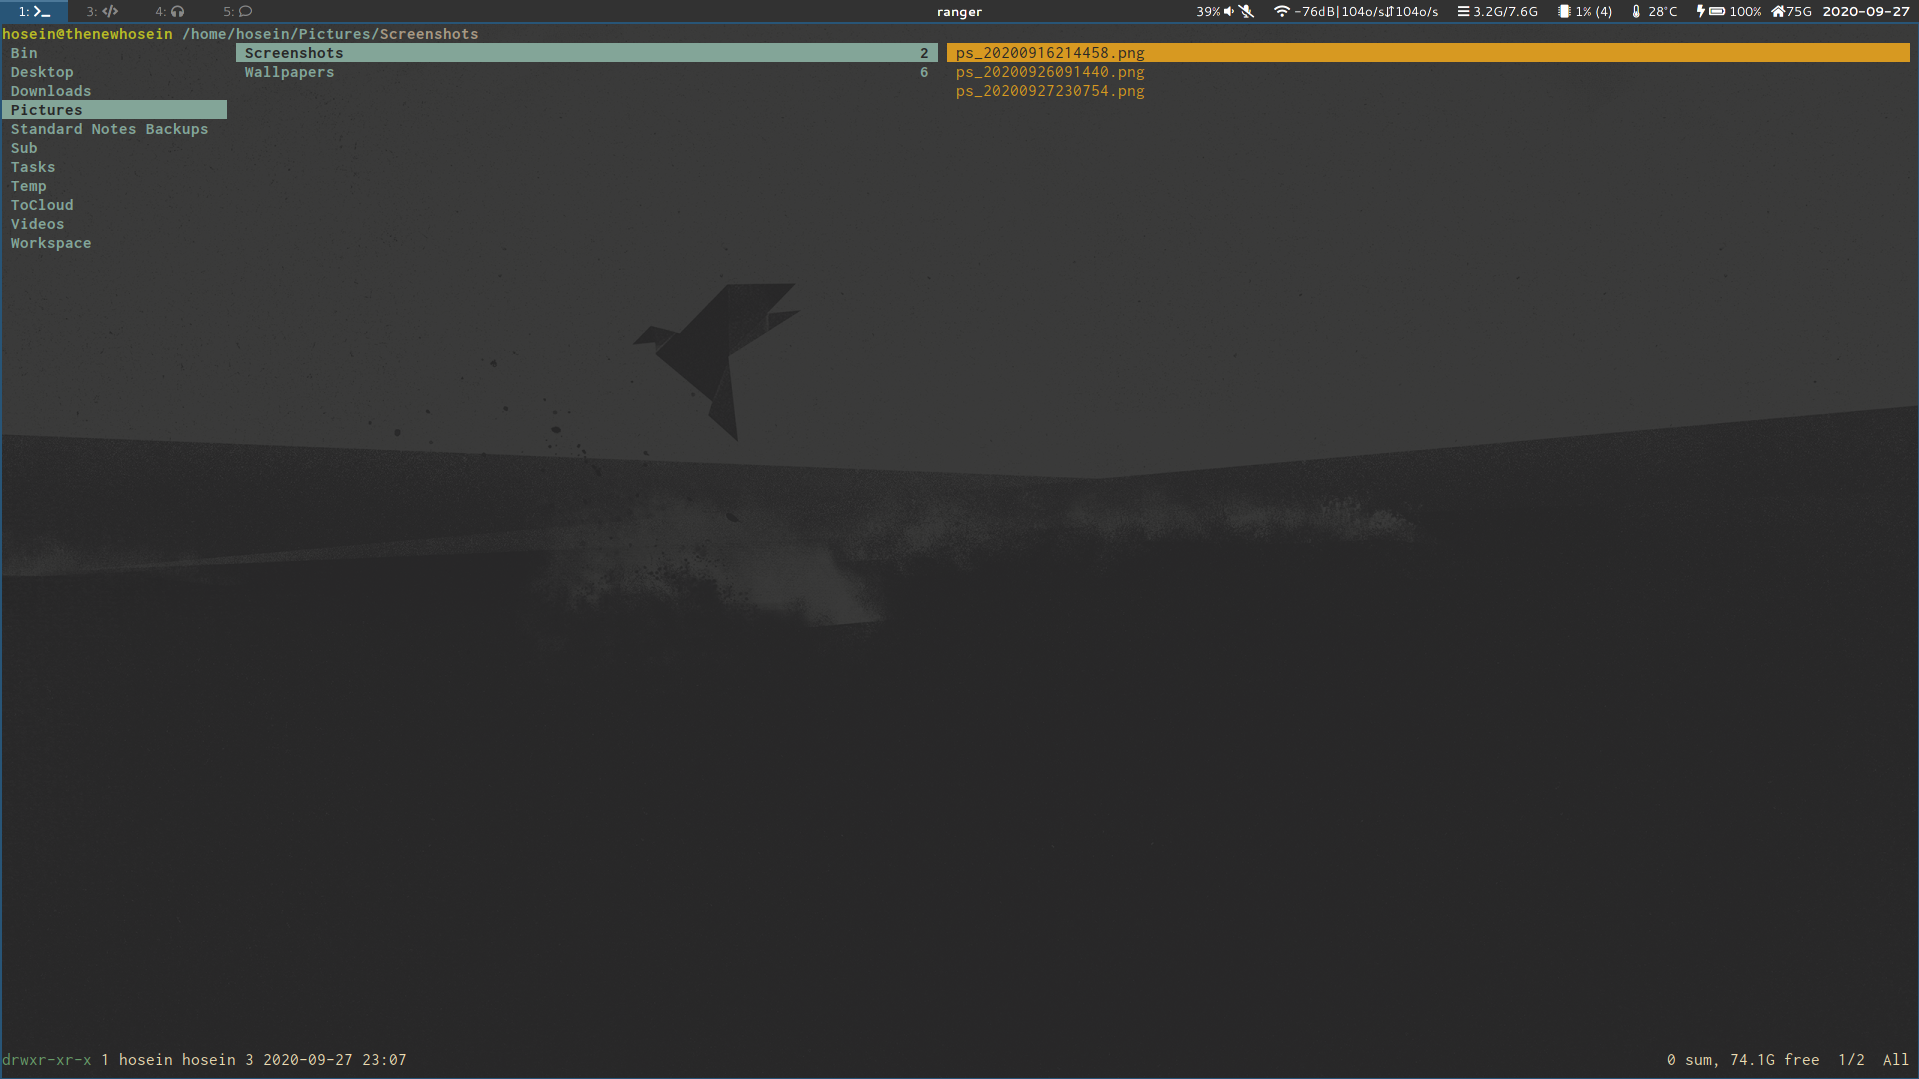 1: 3: 4: 5: ranger 39% -76dB|104o/s 104o/s 3.2G/7.6G 1% (4) 28°C 100% 75G 2020-09-27
hosein@thenewhosein /home/hosein/Pictures/Screenshots
Bin
Desktop
Downloads
Pictures
Standard Notes Backups
Sub
Tasks
Temp
ToCloud
Videos
Workspace
Screenshots 2
Wallpapers 6
ps_20200916214458.png
ps_20200926091440.png
ps_20200927230754.png
drwxr-xr-x 1 hosein hosein 3 2020-09-27 23:07 0 sum, 74.1G free 1/2 All